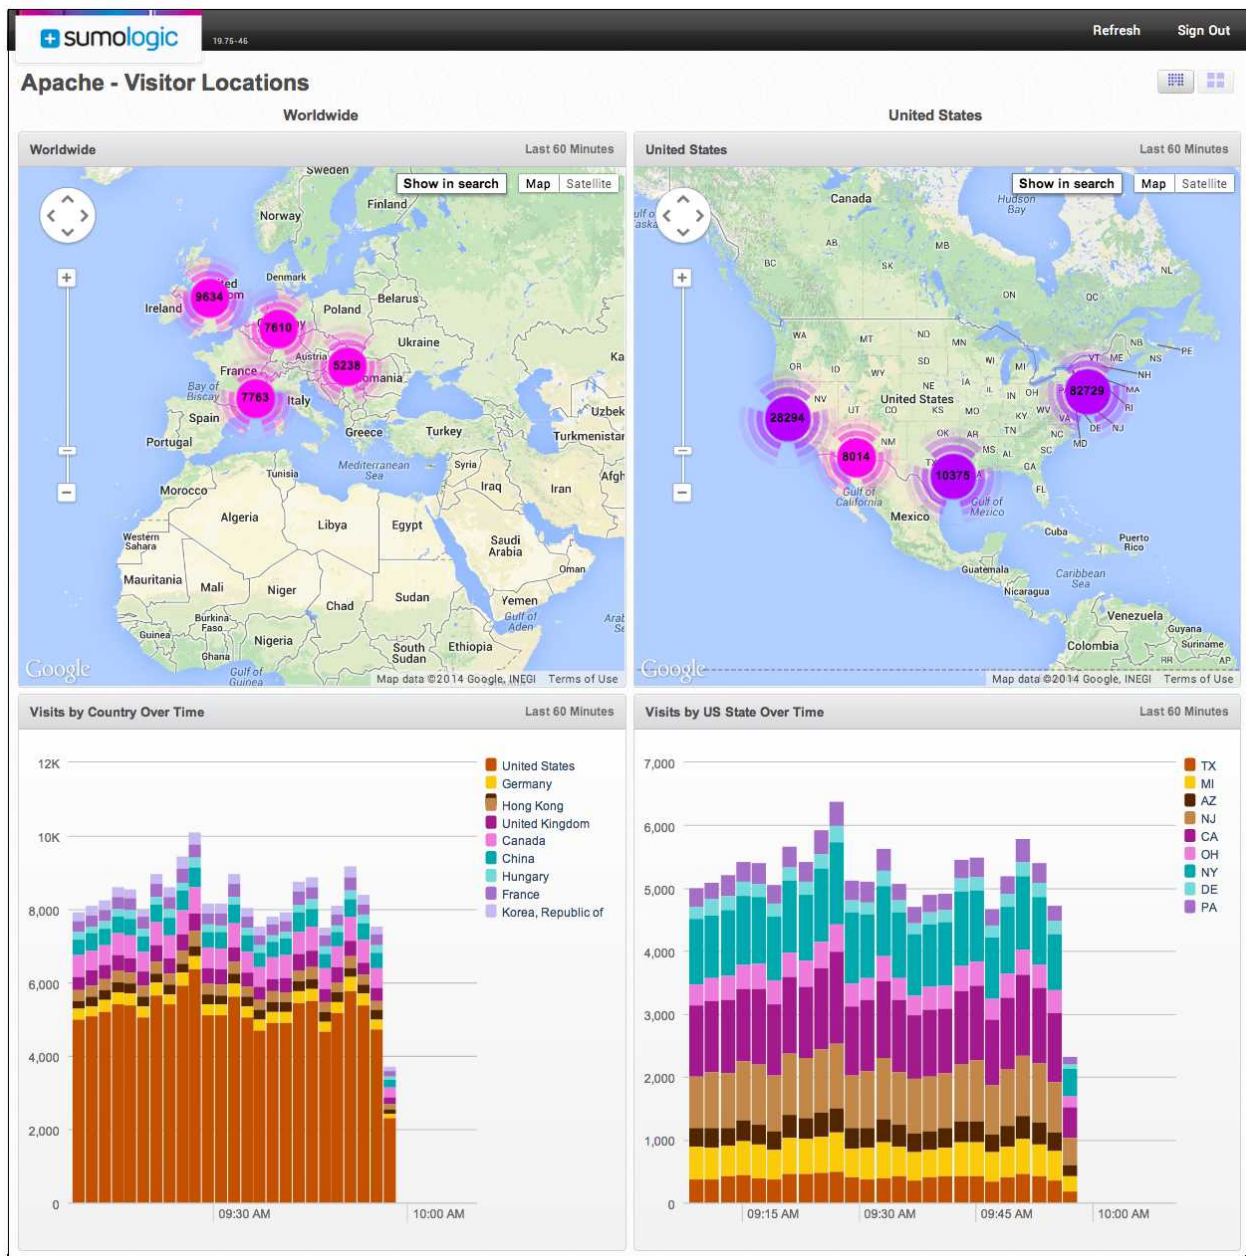 sumologic
19.75-46
Refresh
Sign Out
Apache - Visitor Locations
Worldwide
United States
Worldwide
Last 60 Minutes
Show in search
Map
Satellite
Sweden
Finland
Norway
Denmark
Ireland
9634
7610
Poland
Belarus
Ukraine
Austria
5238
France
Bay of
Biscay
7763
Italy
Spain
Portugal
Greece
Turkey
Uzbek
Turkmenistar
Mediterranean
Sea
Syria
Afgh
Tunisia
Iraq
Iran
Morocco
Algeria
Libya
Egypt
Western
Sahara
Saudi
Arabia
Oman
Mauritania
Mali
Niger
Chad
Sudan
Yemen
Gulf of
Aden
Burkina
Faso
Guinea
Nigeria
Ghana
South
Sudan
Ethiopia
Gulf of
Guinea
Google
Map data ©2014 Google, INEGI
Terms of Use
United States
Last 60 Minutes
Show in search
Map
Satellite
Canada
Hudson
Bay
AB
MB
BC
SK
NL
ON
QC
WA
MT
ND
MN
NB
PE
OR
ID
WY
SD
WI
MI
VT
ME
NS
NH
NE
IA
IL
IN
OH
82729
MA
RI
NV
UT
CO
United States
KS
MO
KY
WV
VA
28294
DE
NJ
MD
OK
AR
TN
NC
8014
NM
MS
AL
SC
GA
10375
FL
Gulf of
California
Mexico
Gulf of
Mexico
Cuba
Puerto
Rico
Guatemala
Nicaragua
Caribbean
Sea
Venezuela
Guyana
Colombia
Suriname
RR
AP
Google
Map data ©2014 Google, INEGI
Terms of Use
Visits by Country Over Time
Last 60 Minutes
12K
10K
8,000
6,000
4,000
2,000
0
09:30 AM
10:00 AM
United States
Germany
Hong Kong
United Kingdom
Canada
China
Hungary
France
Korea, Republic of
Visits by US State Over Time
Last 60 Minutes
7,000
6,000
5,000
4,000
3,000
2,000
1,000
0
09:15 AM
09:30 AM
09:45 AM
10:00 AM
TX
MI
AZ
NJ
CA
OH
NY
DE
PA